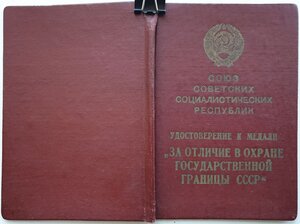 СОЮЗ
СОВЕТСКИХ
СОЦИАЛИСТИЧЕСКИХ
РЕСПУБЛИК
УДОСТОВЕРЕНИЕ К МЕДАЛИ
„ЗА ОТЛИЧИЕ В ОХРАНЕ
ГОСУДАРСТВЕННОЙ
ГРАНИЦЫ СССР“